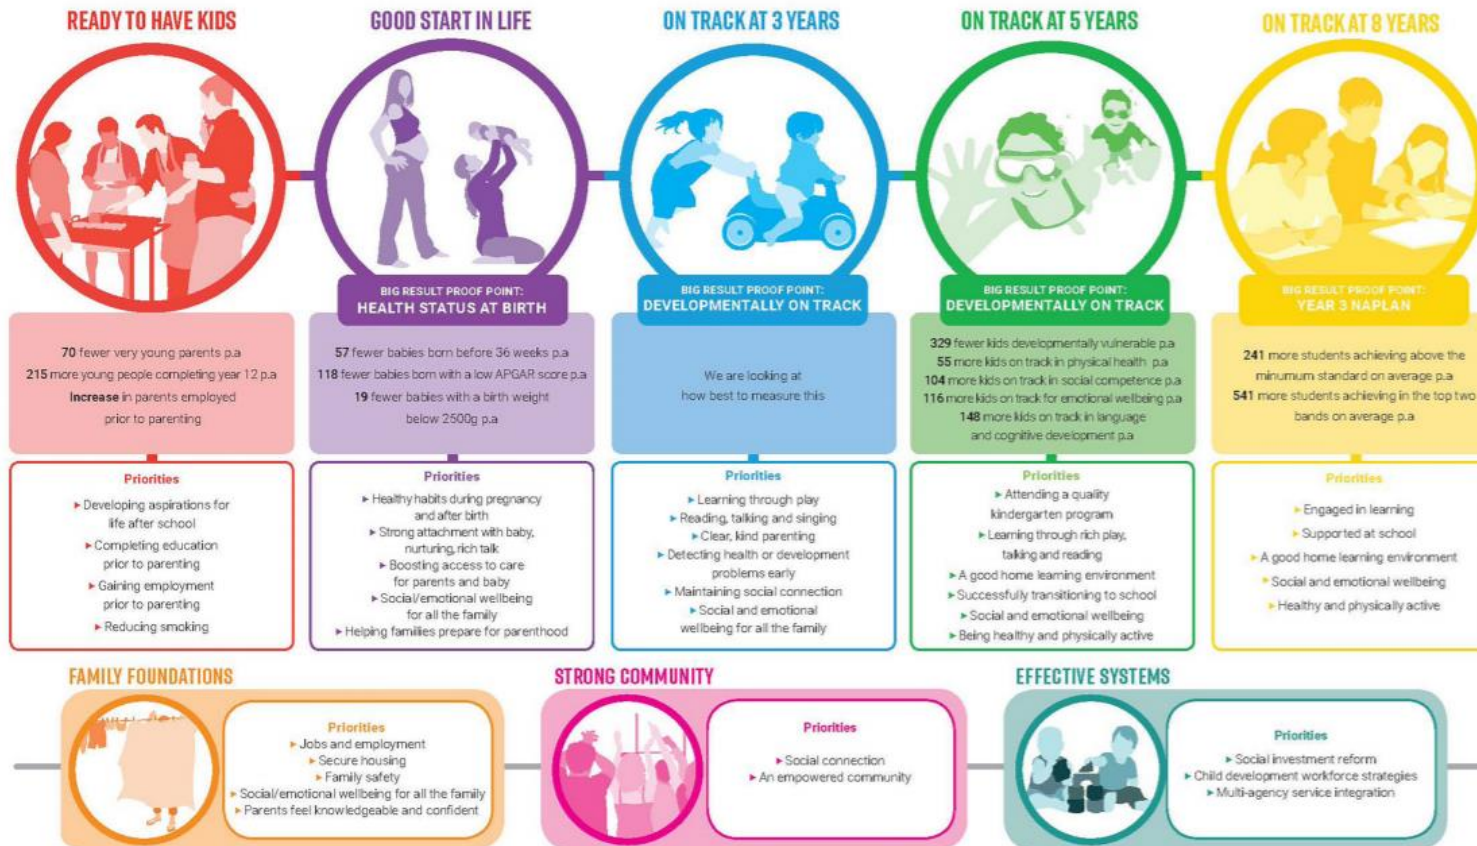 READY TO HAVE KIDS
70 fewer very young parents p.a
215 more young people completing year 12 p.a
Increase in parents employed
prior to parenting
Priorities
▸ Developing aspirations for
life after school
▸ Completing education
prior to parenting
▸ Gaining employment
prior to parenting
▸ Reducing smoking
GOOD START IN LIFE
BIG RESULT PROOF POINT:
HEALTH STATUS AT BIRTH
57 fewer babies born before 36 weeks p.a
118 fewer babies born with a low APGAR score p.a
19 fewer babies with a birth weight
below 2500g p.a
Priorities
▸ Healthy habits during pregnancy
and after birth
▸ Strong attachment with baby,
nurturing, rich talk
▸ Boosting access to care
for parents and baby
▸ Social/emotional wellbeing
for all the family
▸ Helping families prepare for parenthood
ON TRACK AT 3 YEARS
BIG RESULT PROOF POINT:
DEVELOPMENTALLY ON TRACK
We are looking at
how best to measure this
Priorities
▸ Learning through play
▸ Reading, talking and singing
▸ Clear, kind parenting
▸ Detecting health or development
problems early
▸ Maintaining social connection
▸ Social and emotional
wellbeing for all the family
ON TRACK AT 5 YEARS
BIG RESULT PROOF POINT:
DEVELOPMENTALLY ON TRACK
329 fewer kids developmentally vulnerable p.a
55 more kids on track in physical health p.a
104 more kids on track in social competence p.a
116 more kids on track for emotional wellbeing p.a
148 more kids on track in language
and cognitive development p.a
Priorities
▸ Attending a quality
kindergarten program
▸ Learning through rich play,
talking and reading
▸ A good home learning environment
▸ Successfully transitioning to school
▸ Social and emotional wellbeing
▸ Being healthy and physically active
ON TRACK AT 8 YEARS
BIG RESULT PROOF POINT:
YEAR 3 NAPLAN
241 more students achieving above the
minumum standard on average p.a
541 more students achieving in the top two
bands on average p.a
Priorities
▸ Engaged in learning
▸ Supported at school
▸ A good home learning environment
▸ Social and emotional wellbeing
▸ Healthy and physically active
FAMILY FOUNDATIONS
Priorities
▸ Jobs and employment
▸ Secure housing
▸ Family safety
▸ Social/emotional wellbeing for all the family
▸ Parents feel knowledgeable and confident
STRONG COMMUNITY
Priorities
▸ Social connection
▸ An empowered community
EFFECTIVE SYSTEMS
Priorities
▸ Social investment reform
▸ Child development workforce strategies
▸ Multi-agency service integration